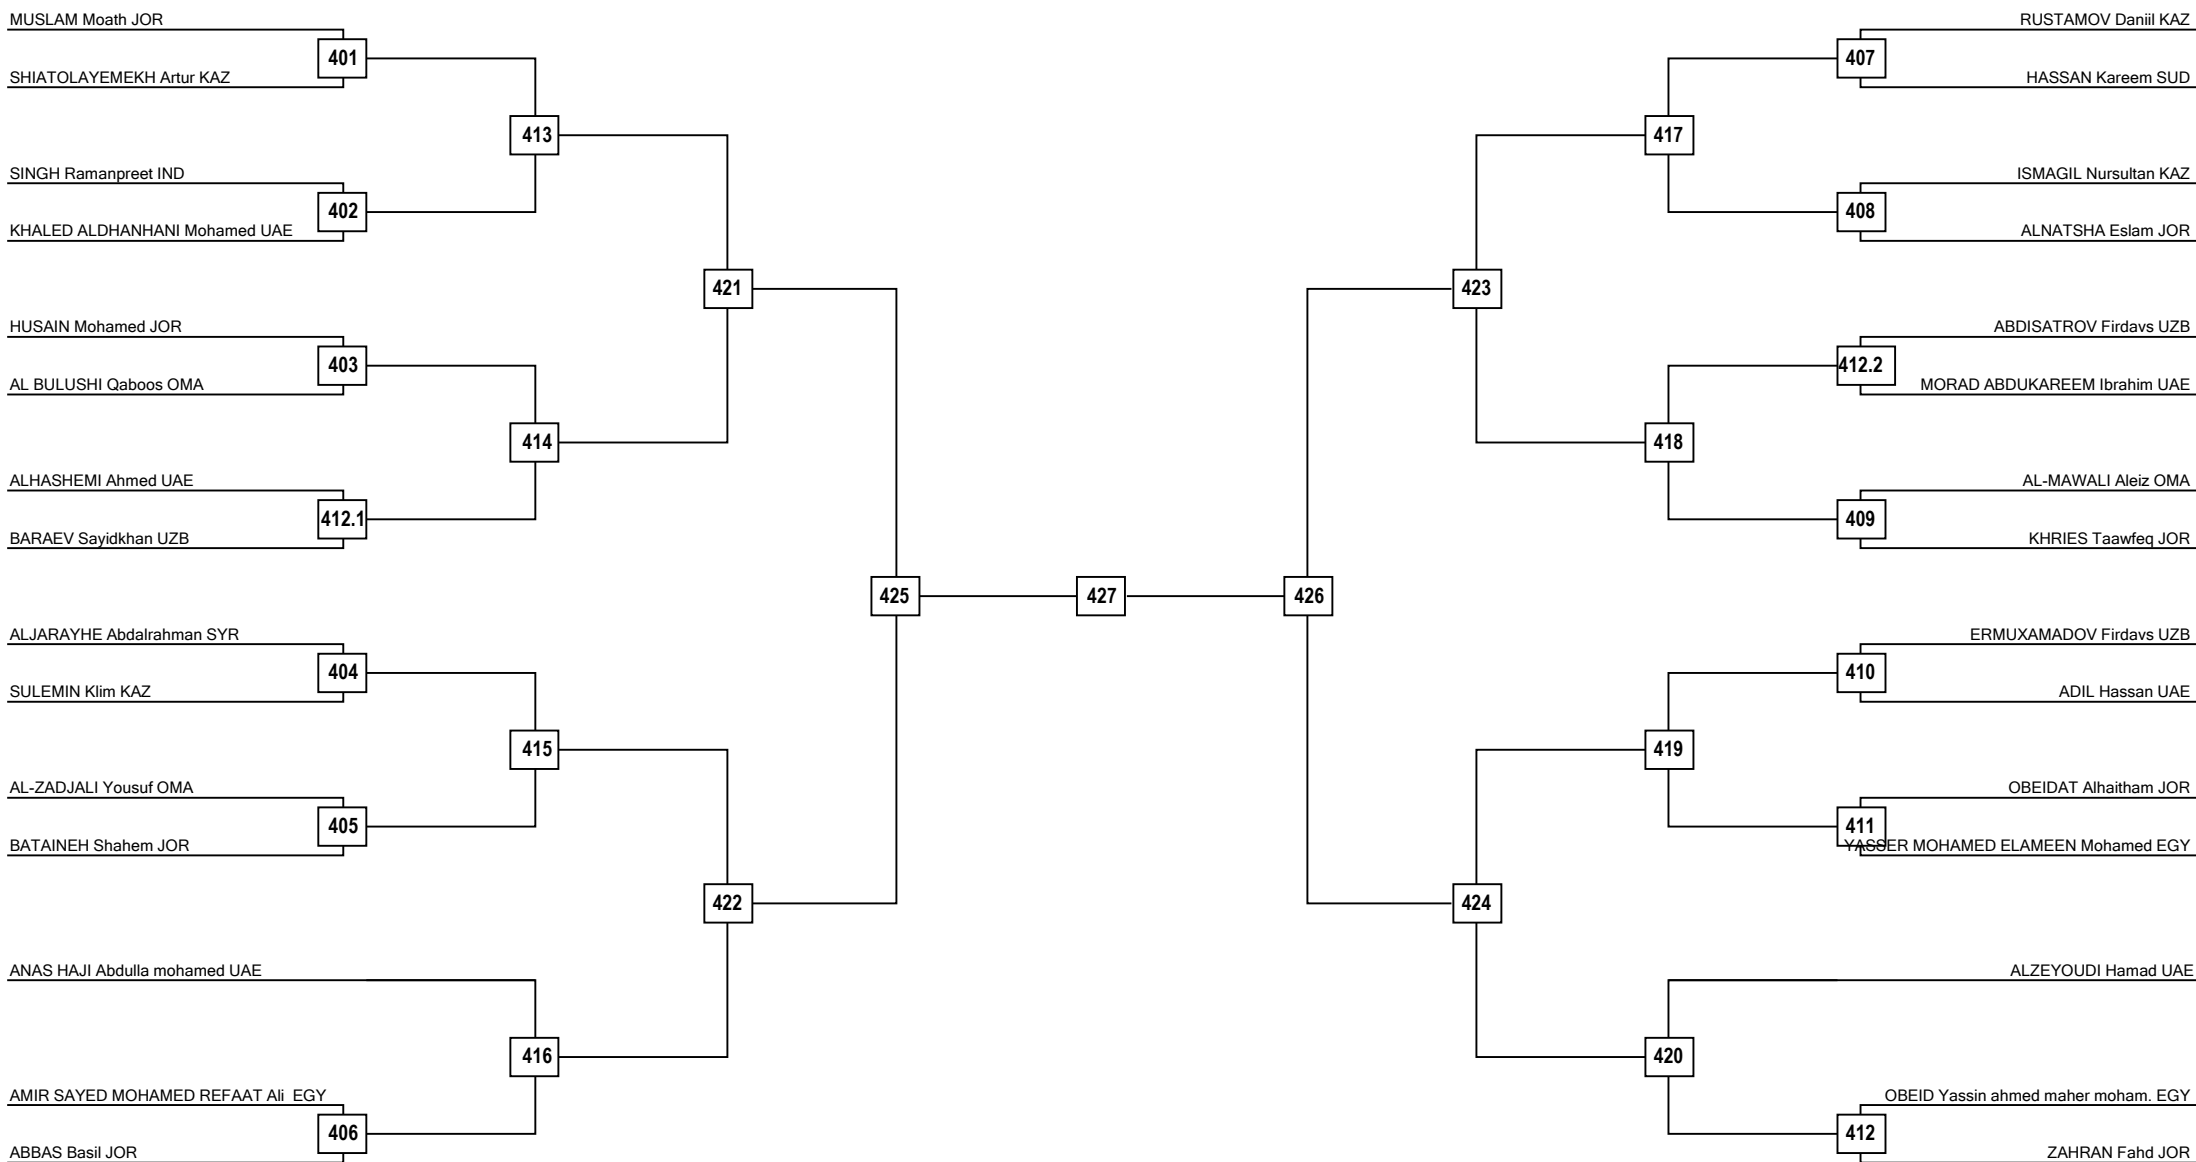 MUSLAM Moath JOR
401
SHIATOLAYEMEKH Artur KAZ
413
SINGH Ramanpreet IND
402
KHALED ALDHANHANI Mohamed UAE
421
HUSAIN Mohamed JOR
403
AL BULUSHI Qaboos OMA
414
ALHASHEMI Ahmed UAE
412.1
BARAEV Sayidkhan UZB
425
ALJARAYHE Abdalrahman SYR
404
SULEMIN Klim KAZ
415
AL-ZADJALI Yousuf OMA
405
BATAINEH Shahem JOR
422
ANAS HAJI Abdulla mohamed UAE
416
AMIR SAYED MOHAMED REFAAT Ali EGY
406
ABBAS Basil JOR
427
RUSTAMOV Daniil KAZ
407
HASSAN Kareem SUD
417
ISMAGIL Nursultan KAZ
408
ALNATSHA Eslam JOR
423
ABDISATROV Firdavs UZB
412.2
MORAD ABDUKAREEM Ibrahim UAE
418
AL-MAWALI Aleiz OMA
409
KHRIES Taawfeq JOR
426
ERMUXAMADOV Firdavs UZB
410
ADIL Hassan UAE
419
OBEIDAT Alhaitham JOR
411
YASSER MOHAMED ELAMEEN Mohamed EGY
424
ALZEYOUDI Hamad UAE
420
OBEID Yassin ahmed maher moham. EGY
412
ZAHRAN Fahd JOR